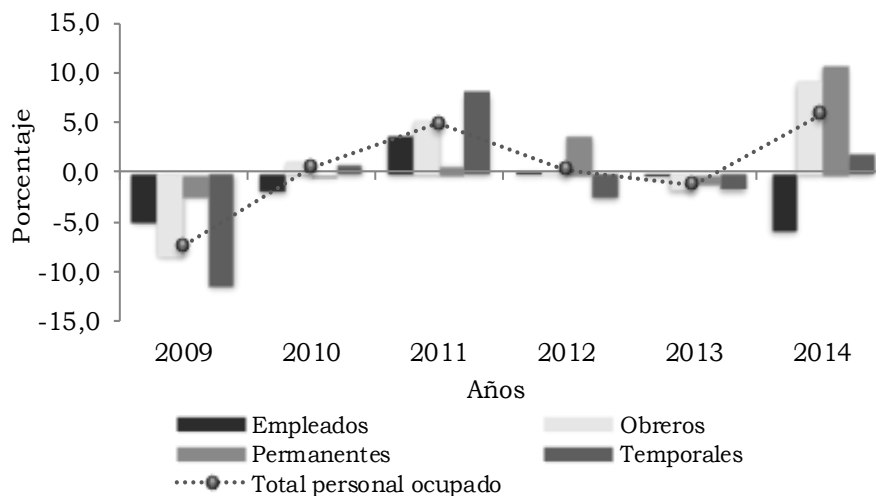 15,0
10,0
5,0
0,0
-5,0
-10,0
-15,0
Porcentaje
2009 2010 2011 2012 2013 2014
Años
Empleados Obreros
Permanentes Temporales
Total personal ocupado